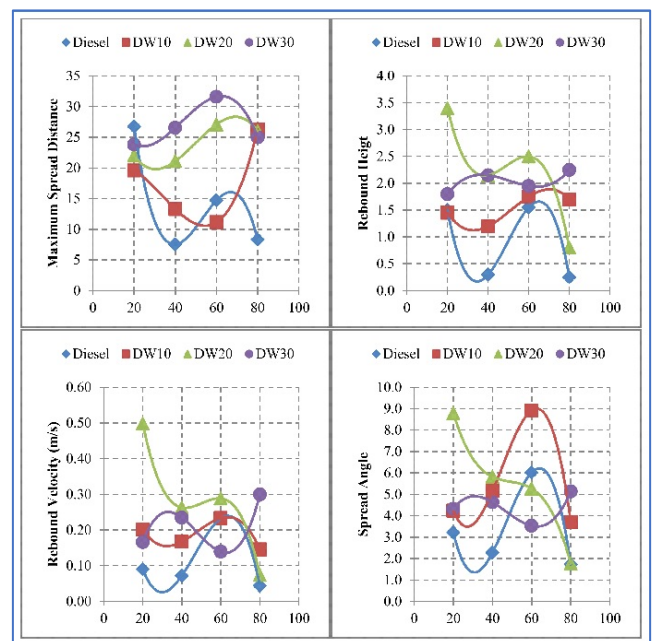 Diesel DW10 DW20 DW30
Maximum Spread Distance
35
30
25
20
15
10
5
0
0 20 40 60 80 100
Diesel DW10 DW20 DW30
Rebound Heigt
4.0
3.5
3.0
2.5
2.0
1.5
1.0
0.5
0.0
0 20 40 60 80 100
Diesel DW10 DW20 DW30
Rebound Velocity (m/s)
0.60
0.50
0.40
0.30
0.20
0.10
0.00
0 20 40 60 80 100
Diesel DW10 DW20 DW30
Spread Angle
10.0
9.0
8.0
7.0
6.0
5.0
4.0
3.0
2.0
1.0
0.0
0 20 40 60 80 100